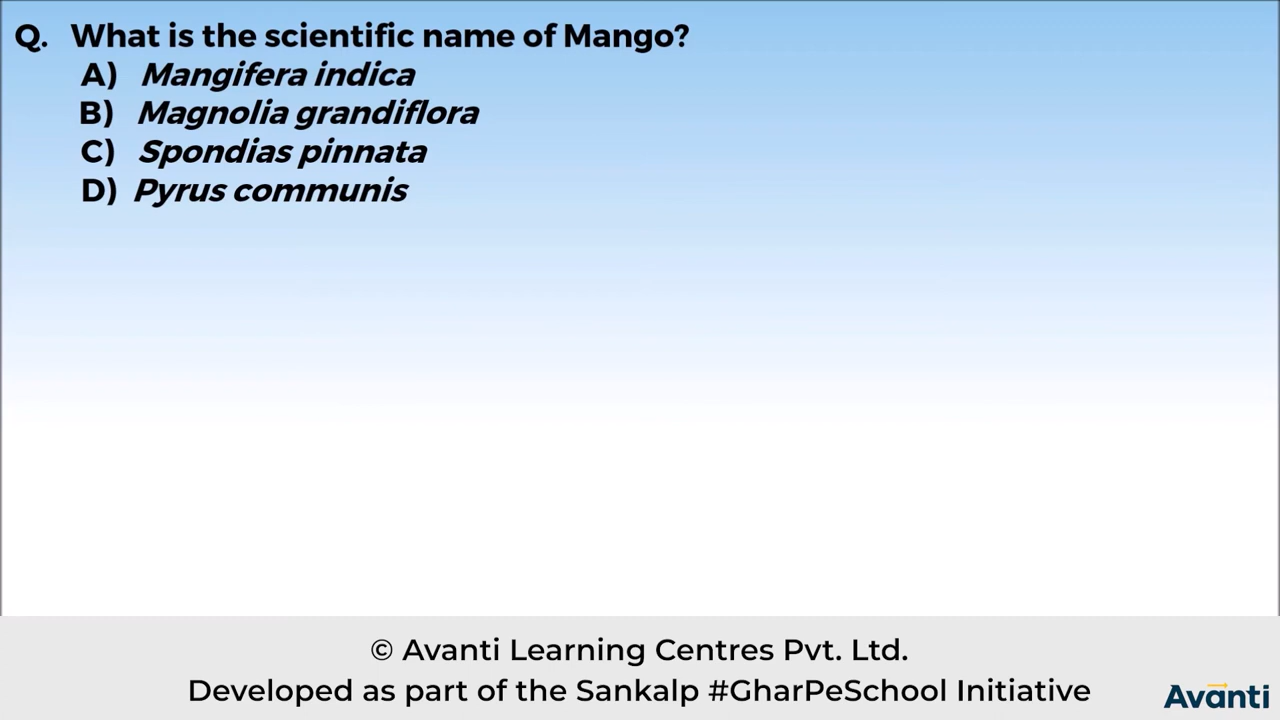 Q. What is the scientific name of Mango?
A) Mangifera indica
B) Magnolia grandiflora
C) Spondias pinnata
D) Pyrus communis
© Avanti Learning Centres Pvt. Ltd.
Developed as part of the Sankalp #GharPeSchool Initiative
Avanti